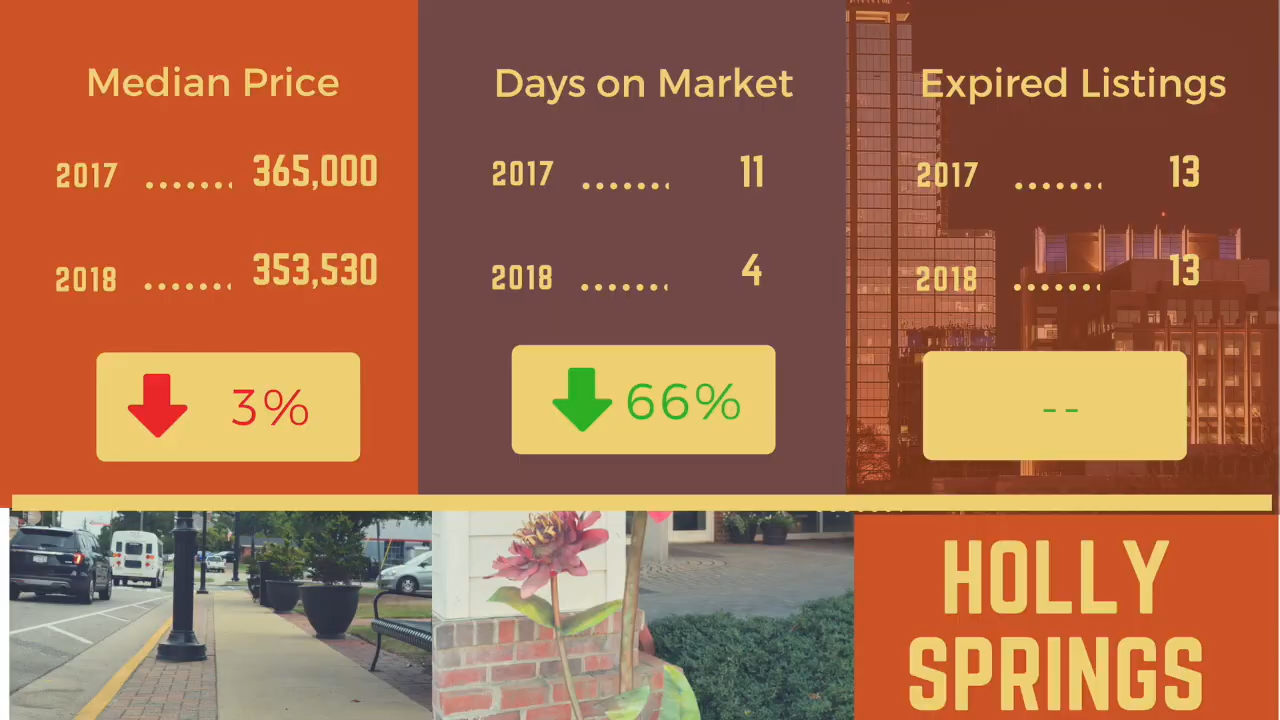 Median Price
2017 ....... 365,000
2018 ....... 353,530
3%
Days on Market
2017 ....... 11
2018 ....... 4
66%
Expired Listings
2017 ....... 13
2018 ....... 13
--
HOLLY
SPRINGS